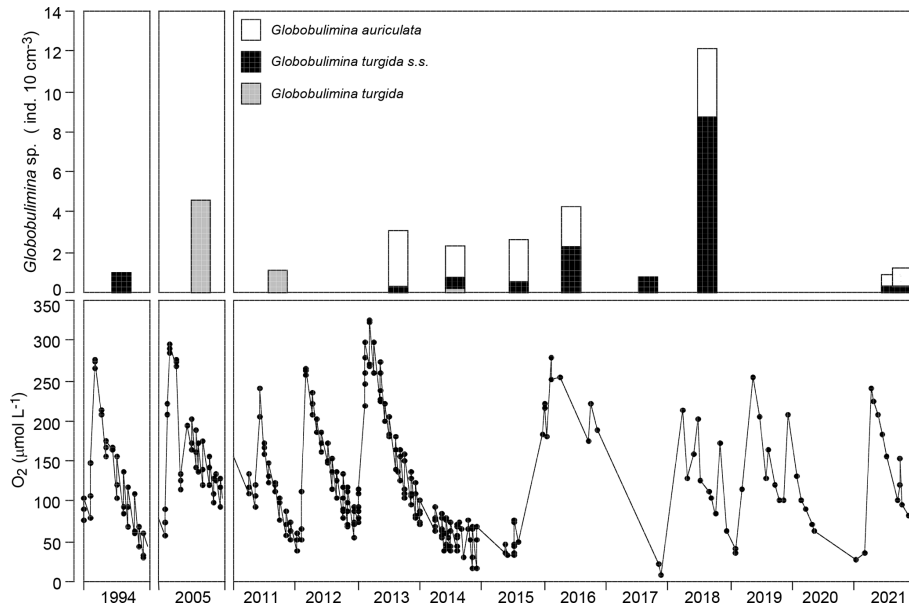 14
12
10
8
6
4
2
0
Globobulimina sp. ( ind. 10 cm-3)
Globobulimina auriculata
Globobulimina turgida s.s.
Globobulimina turgida
350
300
250
200
150
100
50
0
O2 (μmol L-1)
1994 2005 2011 2012 2013 2014 2015 2016 2017 2018 2019 2020 2021